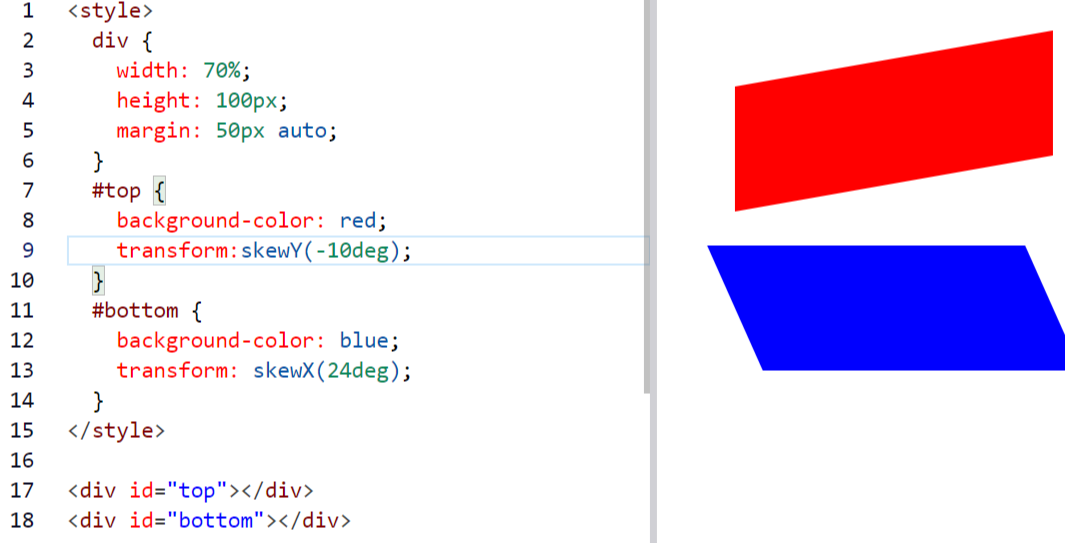 1 <style>
2 div {
3 width: 70%;
4 height: 100px;
5 margin: 50px auto;
6 }
7 #top {
8 background-color: red;
9 transform:skewY(-10deg);
10 }
11 #bottom {
12 background-color: blue;
13 transform: skewX(24deg);
14 }
15 </style>
16
17 <div id="top"></div>
18 <div id="bottom"></div>